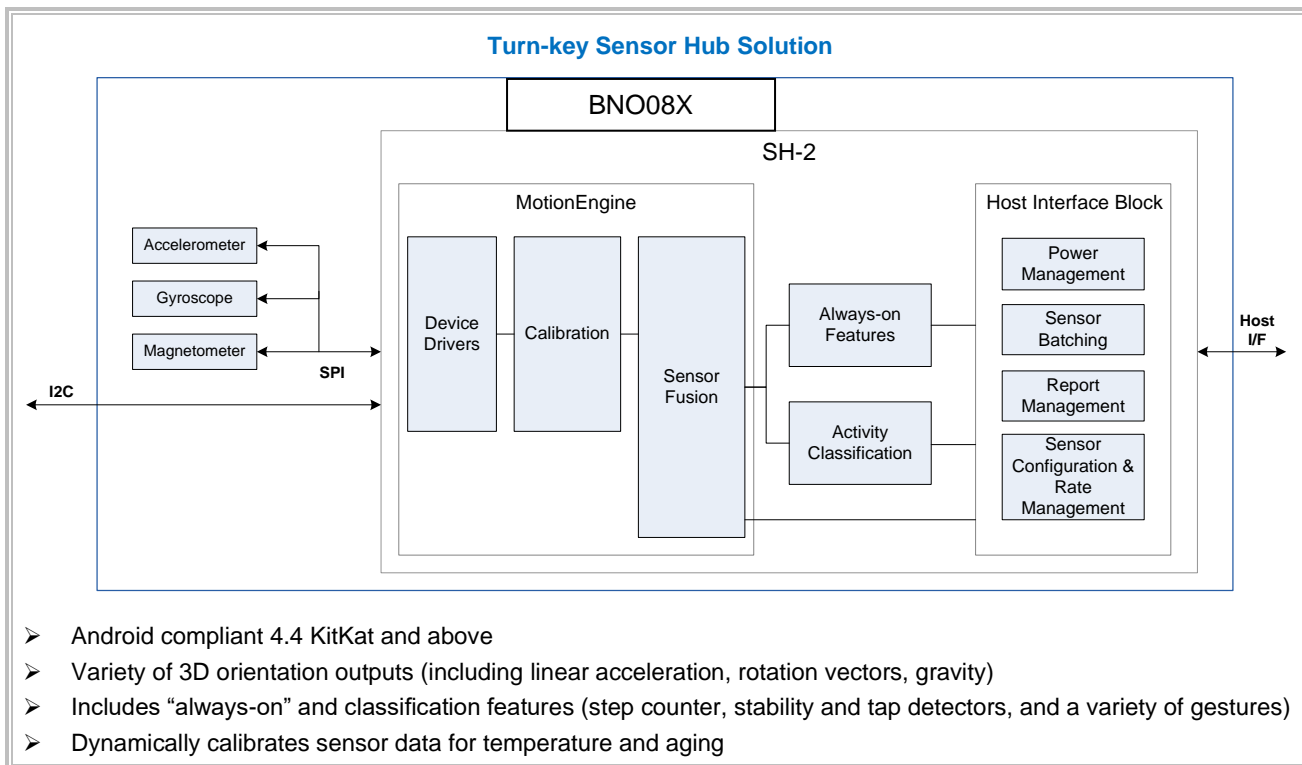 Turn-key Sensor Hub Solution
BNO08X
SH-2
MotionEngine
Host Interface Block
Accelerometer
Gyroscope
Magnetometer
SPI
I2C
Device
Drivers
Calibration
Sensor
Fusion
Always-on
Features
Activity
Classification
Power
Management
Sensor
Batching
Report
Management
Sensor
Configuration &
Rate
Management
Host
I/F
➢ Android compliant 4.4 KitKat and above
➢ Variety of 3D orientation outputs (including linear acceleration, rotation vectors, gravity)
➢ Includes “always-on” and classification features (step counter, stability and tap detectors, and a variety of gestures)
➢ Dynamically calibrates sensor data for temperature and aging